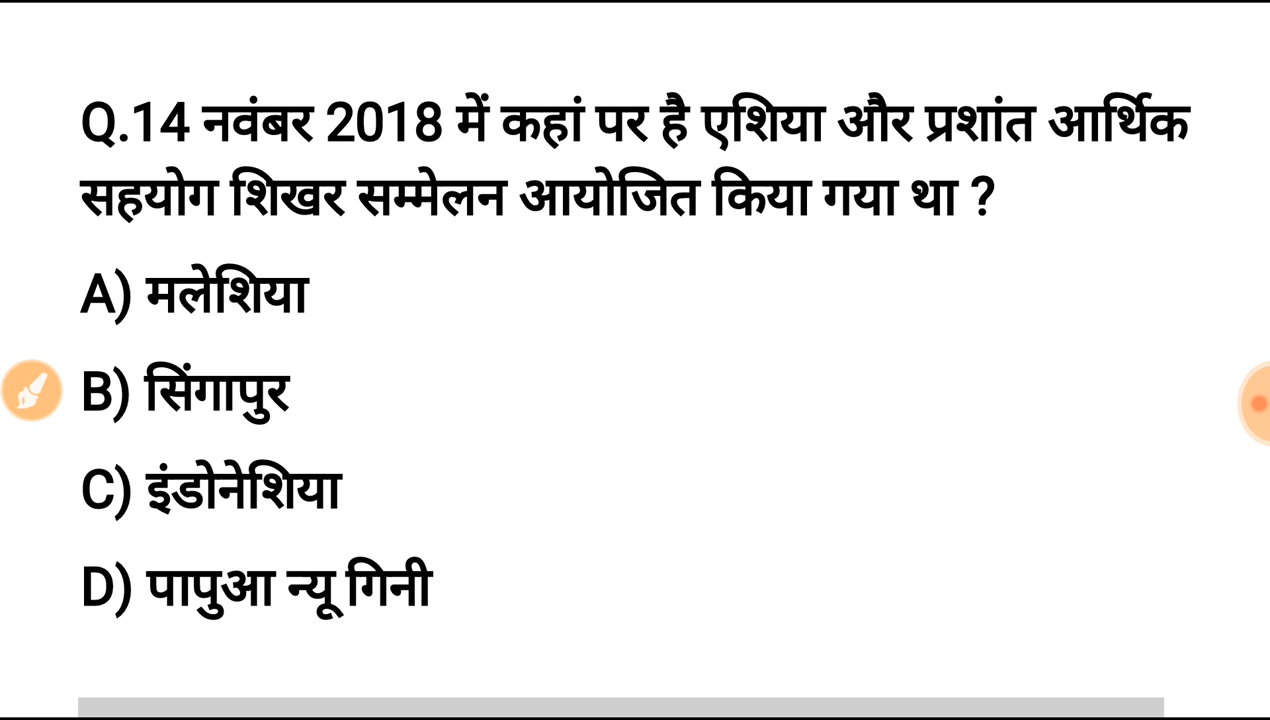 Q.14 नवंबर 2018 में कहां पर है एशिया और प्रशांत आर्थिक
सहयोग शिखर सम्मेलन आयोजित किया गया था ?
A) मलेशिया
B) सिंगापुर
C) इंडोनेशिया
D) पापुआ न्यू गिनी